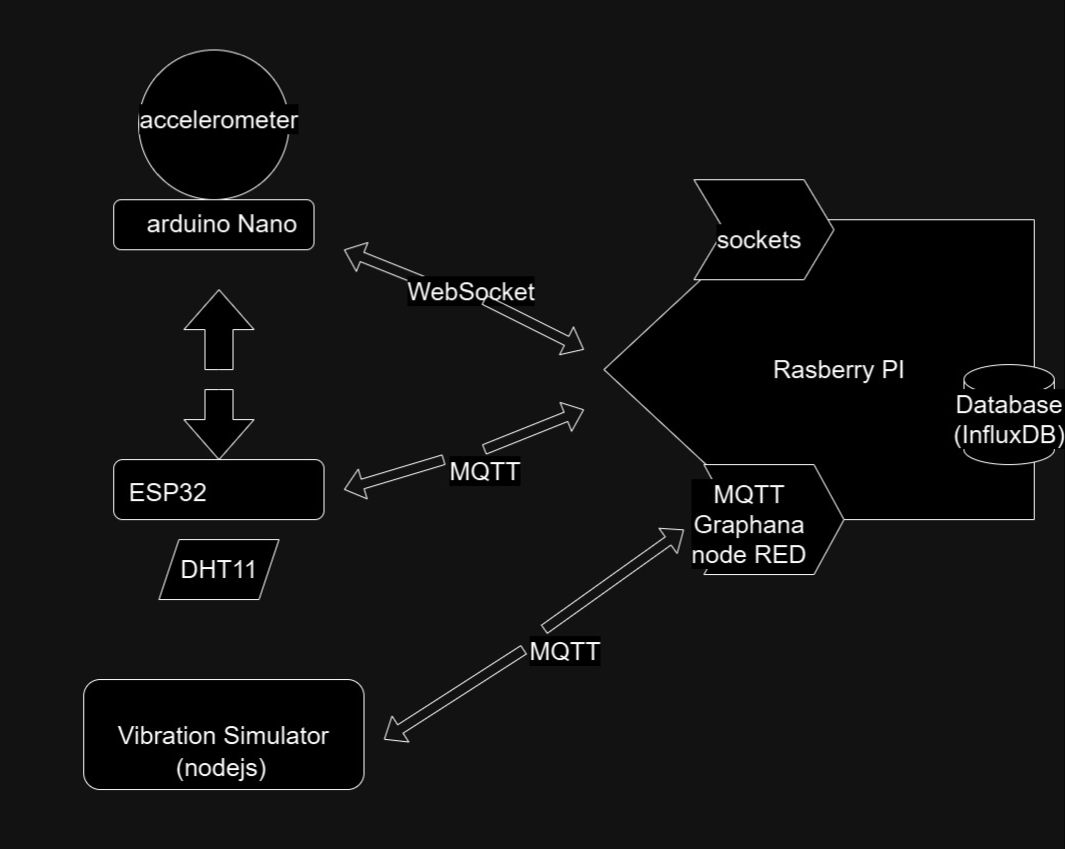 accelerometer
arduino Nano
WebSocket
sockets
Rasberry PI
Database
(InfluxDB)
ESP32
MQTT
MQTT
Graphana
node RED
DHT11
MQTT
Vibration Simulator
(nodejs)